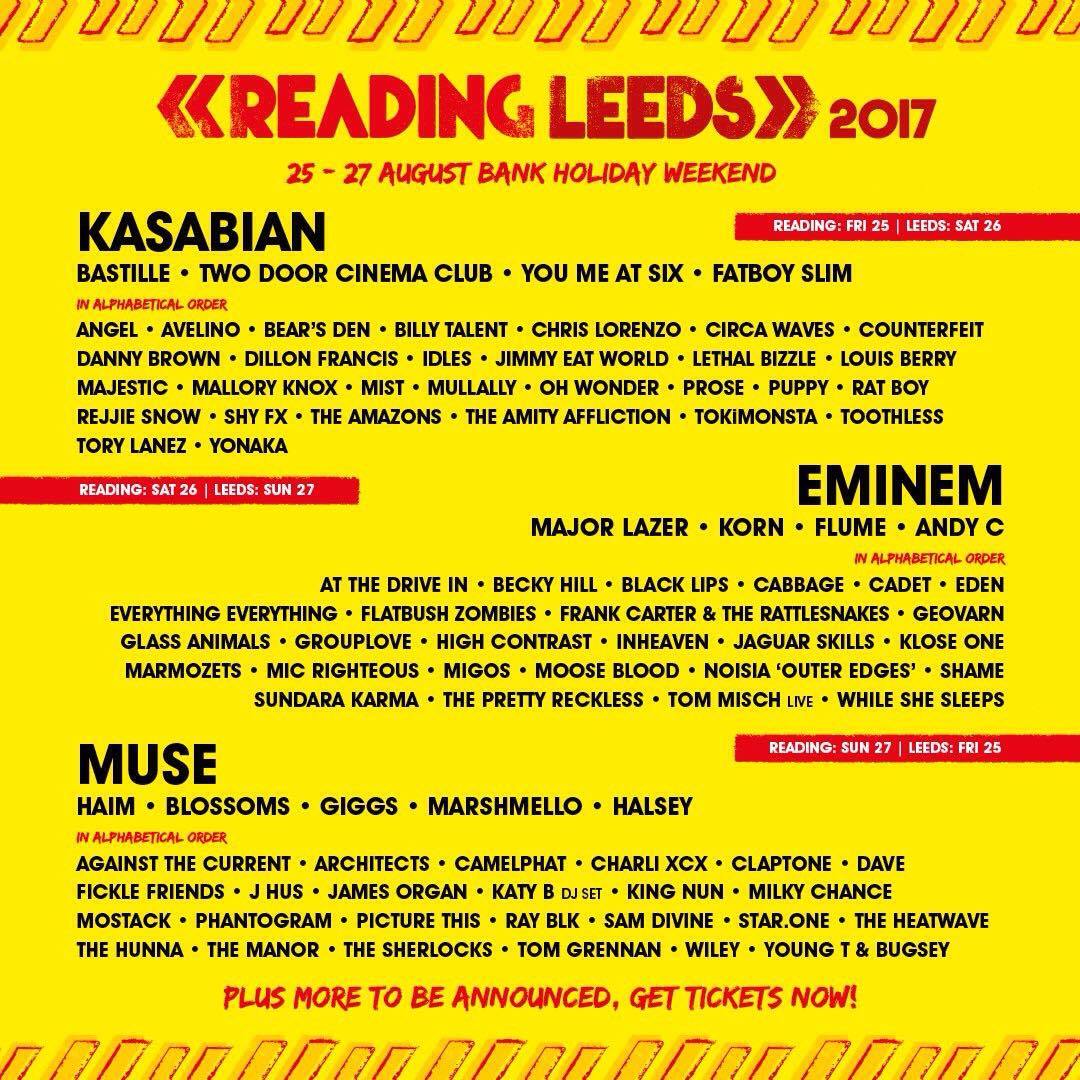 «READING LEEDS» 2017
25 - 27 AUGUST BANK HOLIDAY WEEKEND
KASABIAN
READING: FRI 25 | LEEDS: SAT 26
BASTILLE • TWO DOOR CINEMA CLUB • YOU ME AT SIX • FATBOY SLIM
IN ALPHABETICAL ORDER
ANGEL • AVELINO • BEAR'S DEN • BILLY TALENT • CHRIS LORENZO • CIRCA WAVES • COUNTERFEIT
DANNY BROWN • DILLON FRANCIS • IDLES • JIMMY EAT WORLD • LETHAL BIZZLE • LOUIS BERRY
MAJESTIC • MALLORY KNOX • MIST • MULLALLY • OH WONDER • PROSE • PUPPY • RAT BOY
REJJIE SNOW • SHY FX • THE AMAZONS • THE AMITY AFFLICTION • TOKiMONSTA • TOOTHLESS
TORY LANEZ • YONAKA
READING: SAT 26 | LEEDS: SUN 27
EMINEM
MAJOR LAZER • KORN • FLUME • ANDY C
IN ALPHABETICAL ORDER
AT THE DRIVE IN • BECKY HILL • BLACK LIPS • CABBAGE • CADET • EDEN
EVERYTHING EVERYTHING • FLATBUSH ZOMBIES • FRANK CARTER & THE RATTLESNAKES • GEOVARN
GLASS ANIMALS • GROUPLOVE • HIGH CONTRAST • INHEAVEN • JAGUAR SKILLS • KLOSE ONE
MARMOZETS • MIC RIGHTEOUS • MIGOS • MOOSE BLOOD • NOISIA 'OUTER EDGES' • SHAME
SUNDARA KARMA • THE PRETTY RECKLESS • TOM MISCH LIVE • WHILE SHE SLEEPS
READING: SUN 27 | LEEDS: FRI 25
MUSE
HAIM • BLOSSOMS • GIGGS • MARSHMELLO • HALSEY
IN ALPHABETICAL ORDER
AGAINST THE CURRENT • ARCHITECTS • CAMELPHAT • CHARLI XCX • CLAPTONE • DAVE
FICKLE FRIENDS • J HUS • JAMES ORGAN • KATY B DJ SET • KING NUN • MILKY CHANCE
MOSTACK • PHANTOGRAM • PICTURE THIS • RAY BLK • SAM DIVINE • STAR.ONE • THE HEATWAVE
THE HUNNA • THE MANOR • THE SHERLOCKS • TOM GRENNAN • WILEY • YOUNG T & BUGSEY
PLUS MORE TO BE ANNOUNCED, GET TICKETS NOW!